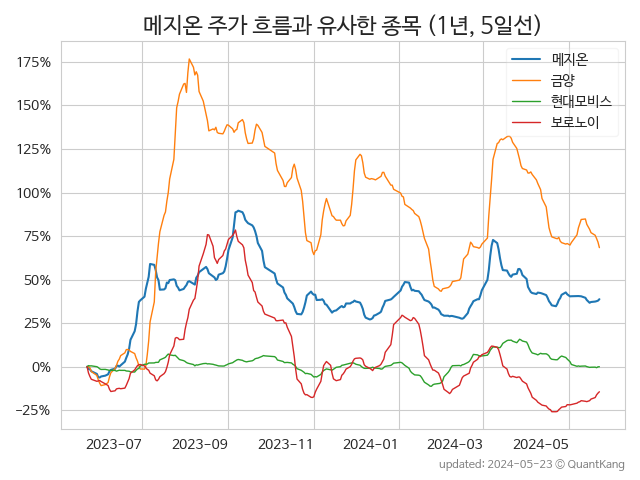 메지온 주가 흐름과 유사한 종목 (1년, 5일선)
메지온
금양
현대모비스
보로노이
175%
150%
125%
100%
75%
50%
25%
0%
−25%
2023-07 2023-09 2023-11 2024-01 2024-03 2024-05
updated: 2024-05-23 © QuantKang